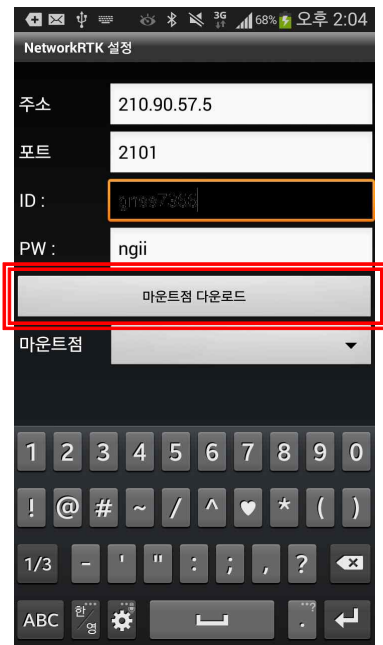 3G 68% 오후 2:04
NetworkRTK 설정
주소 210.90.57.5
포트 2101
ID :
PW : ngii
마운트점 다운로드
마운트점
1 2 3 4 5 6 7 8 9 0
! @ # ~ / ^ ♥ * ( )
1/3 - ' " : ; , ? 
ABC 한/영 . ...?